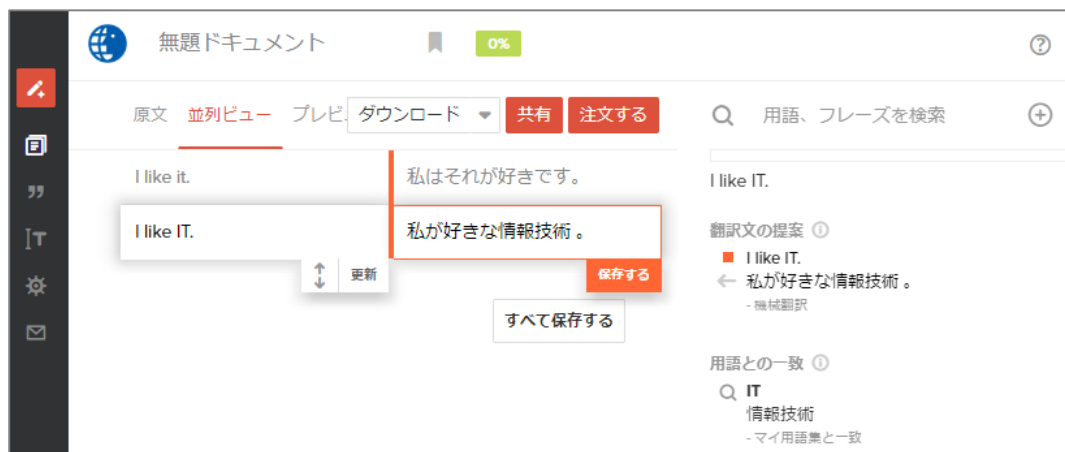 無題ドキュメント
0%
原文 並列ビュー プレビ
ダウンロード
共有
注文する
用語、フレーズを検索
I like it.
私はそれが好きです。
I like IT.
私が好きな情報技術 。
更新
保存する
すべて保存する
I like IT.
翻訳文の提案
I like IT.
私が好きな情報技術 。
- 機械翻訳
用語との一致
IT
情報技術
- マイ用語集と一致